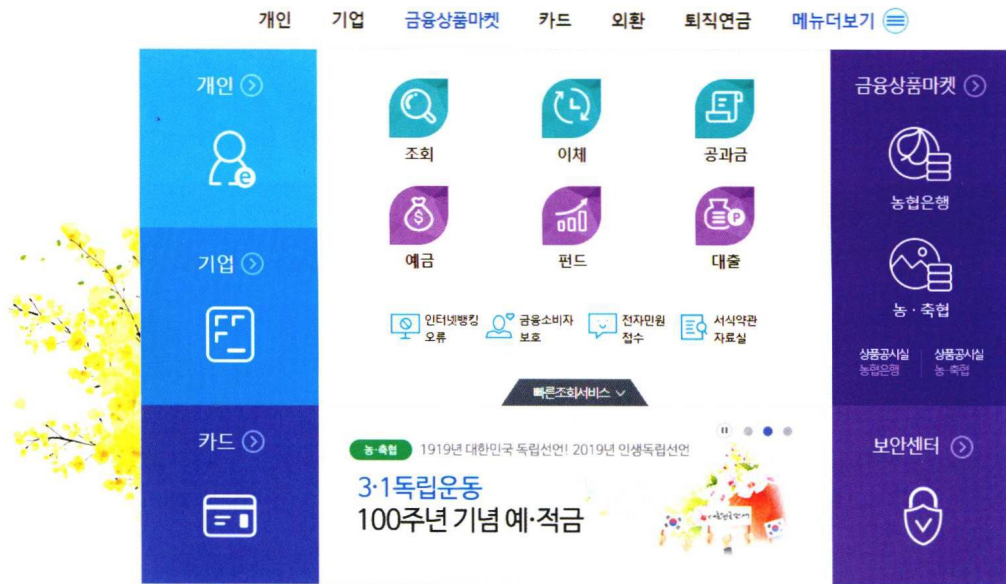 개인 기업 금융상품마켓 카드 외환 퇴직연금 메뉴더보기
개인
기업
카드
조회 이체 공과금
예금 펀드 대출
인터넷뱅킹
오류
금융소비자
보호
전자민원
접수
서식약관
자료실
빠른조회서비스
농·축협 1919년 대한민국 독립선언! 2019년 인생독립선언
3·1독립운동
100주년 기념 예·적금
금융상품마켓
농협은행
농·축협
상품공시실
농협은행
상품공시실
농·축협
보안센터